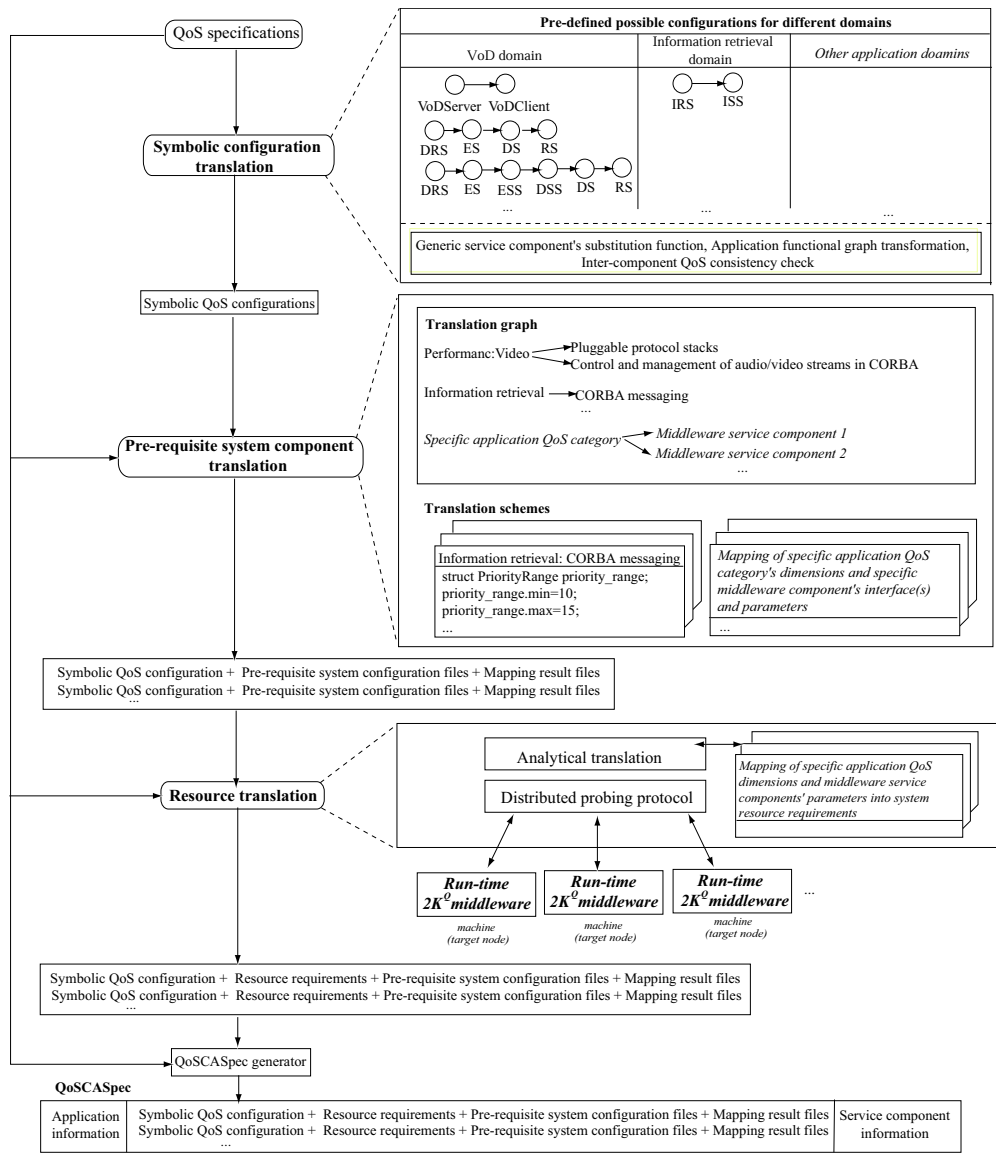 QoS specifications
Symbolic configuration
translation
Pre-defined possible configurations for different domains
VoD domain
Information retrieval
domain
Other application doamins
VoDServer VoDClient
IRS ISS
DRS ES DS RS
DRS ES ESS DSS DS RS
...
...
...
Generic service component's substitution function, Application functional graph transformation,
Inter-component QoS consistency check
Symbolic QoS configurations
Pre-requisite system component
translation
Translation graph
Performanc:Video
Pluggable protocol stacks
Control and management of audio/video streams in CORBA
Information retrieval
CORBA messaging
...
Specific application QoS category
Middleware service component 1
Middleware service component 2
...
Translation schemes
Information retrieval: CORBA messaging
struct PriorityRange priority_range;
priority_range.min=10;
priority_range.max=15;
...
Mapping of specific application QoS
category's dimensions and specific
middleware component's interface(s)
and parameters
...
Symbolic QoS configuration + Pre-requisite system configuration files + Mapping result files
Symbolic QoS configuration + Pre-requisite system configuration files + Mapping result files
...
Resource translation
Analytical translation
Distributed probing protocol
Mapping of specific application QoS
dimensions and middleware service
components' parameters into system
resource requirements
Run-time
2K^Q middleware
machine
(target node)
Run-time
2K^Q middleware
machine
(target node)
Run-time
2K^Q middleware
machine
(target node)
...
Symbolic QoS configuration + Resource requirements + Pre-requisite system configuration files + Mapping result files
Symbolic QoS configuration + Resource requirements + Pre-requisite system configuration files + Mapping result files
...
QoSCASpec generator
QoSCASpec
Application
information
Symbolic QoS configuration + Resource requirements + Pre-requisite system configuration files + Mapping result files
Symbolic QoS configuration + Resource requirements + Pre-requisite system configuration files + Mapping result files
...
Service component
information